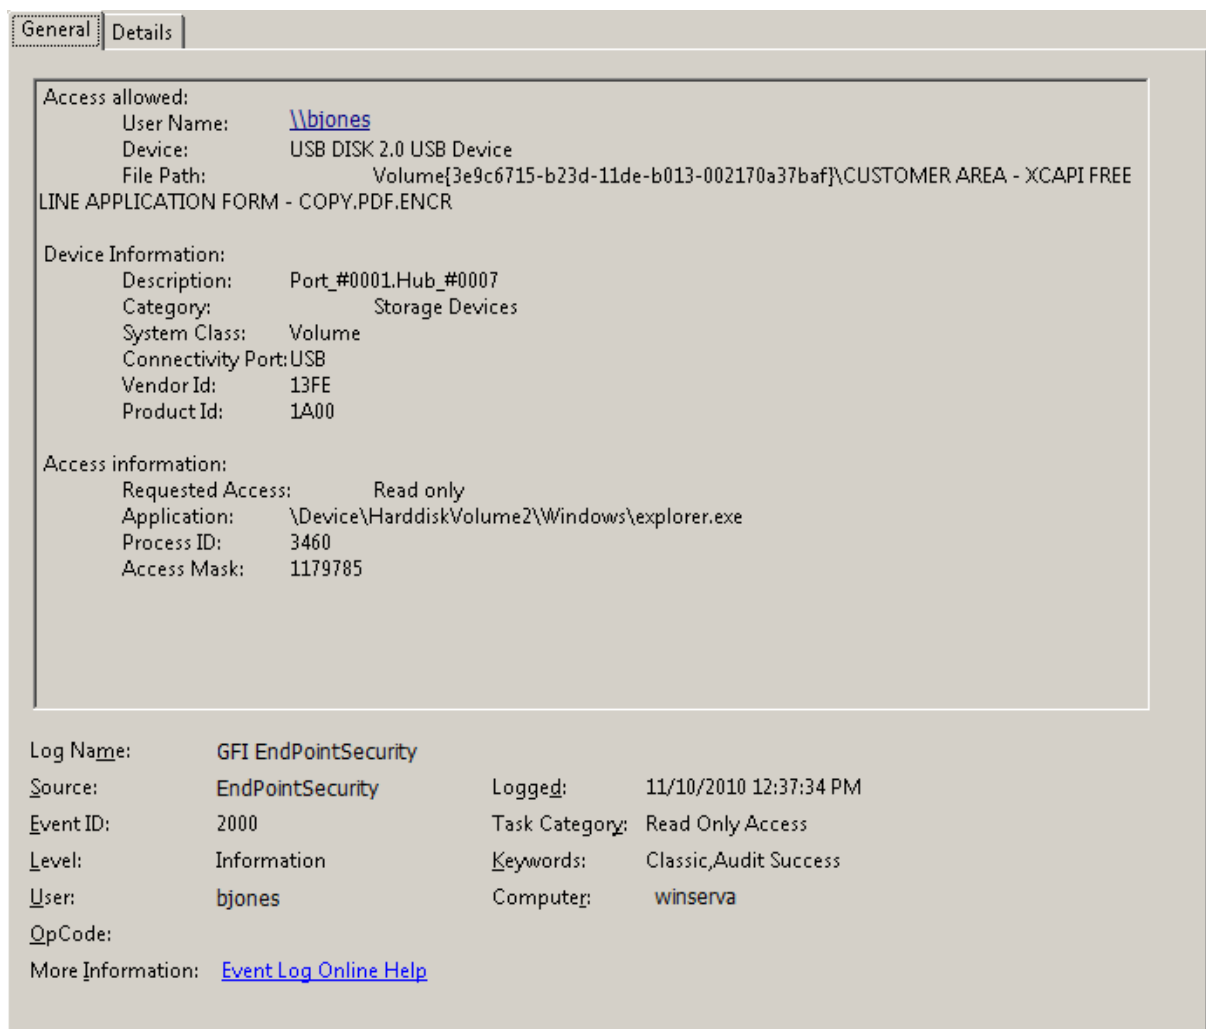 General Details
Access allowed:
User Name: \\bjones
Device: USB DISK 2.0 USB Device
File Path: Volume{3e9c6715-b23d-11de-b013-002170a37baf}\CUSTOMER AREA - XCAPI FREE
LINE APPLICATION FORM - COPY.PDF.ENCR
Device Information:
Description: Port_#0001.Hub_#0007
Category: Storage Devices
System Class: Volume
Connectivity Port:USB
Vendor Id: 13FE
Product Id: 1A00
Access information:
Requested Access: Read only
Application: \Device\HarddiskVolume2\Windows\explorer.exe
Process ID: 3460
Access Mask: 1179785
Log Name: GFI EndPointSecurity
Source: EndPointSecurity Logged: 11/10/2010 12:37:34 PM
Event ID: 2000 Task Category: Read Only Access
Level: Information Keywords: Classic,Audit Success
User: bjones Computer: winserva
OpCode:
More Information: Event Log Online Help